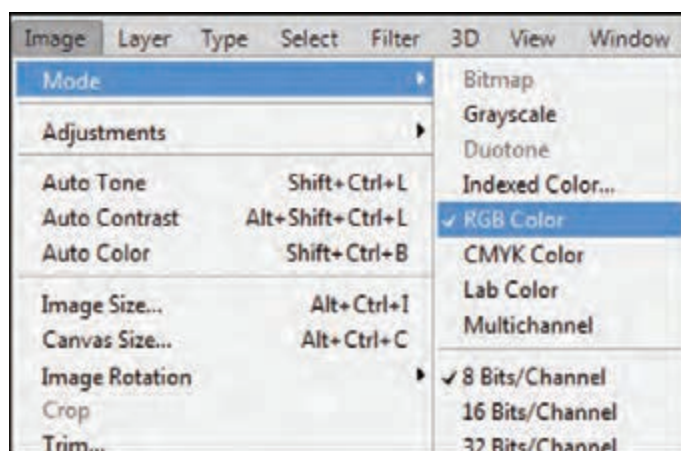 Image Layer Type Select Filter 3D View Window
Mode
Adjustments
Auto Tone Shift+Ctrl+L
Auto Contrast Alt+Shift+Ctrl+L
Auto Color Shift+Ctrl+B
Image Size... Alt+Ctrl+I
Canvas Size... Alt+Ctrl+C
Image Rotation
Crop
Trim...
Bitmap
Grayscale
Duotone
Indexed Color...
RGB Color
CMYK Color
Lab Color
Multichannel
8 Bits/Channel
16 Bits/Channel
32 Bits/Channel